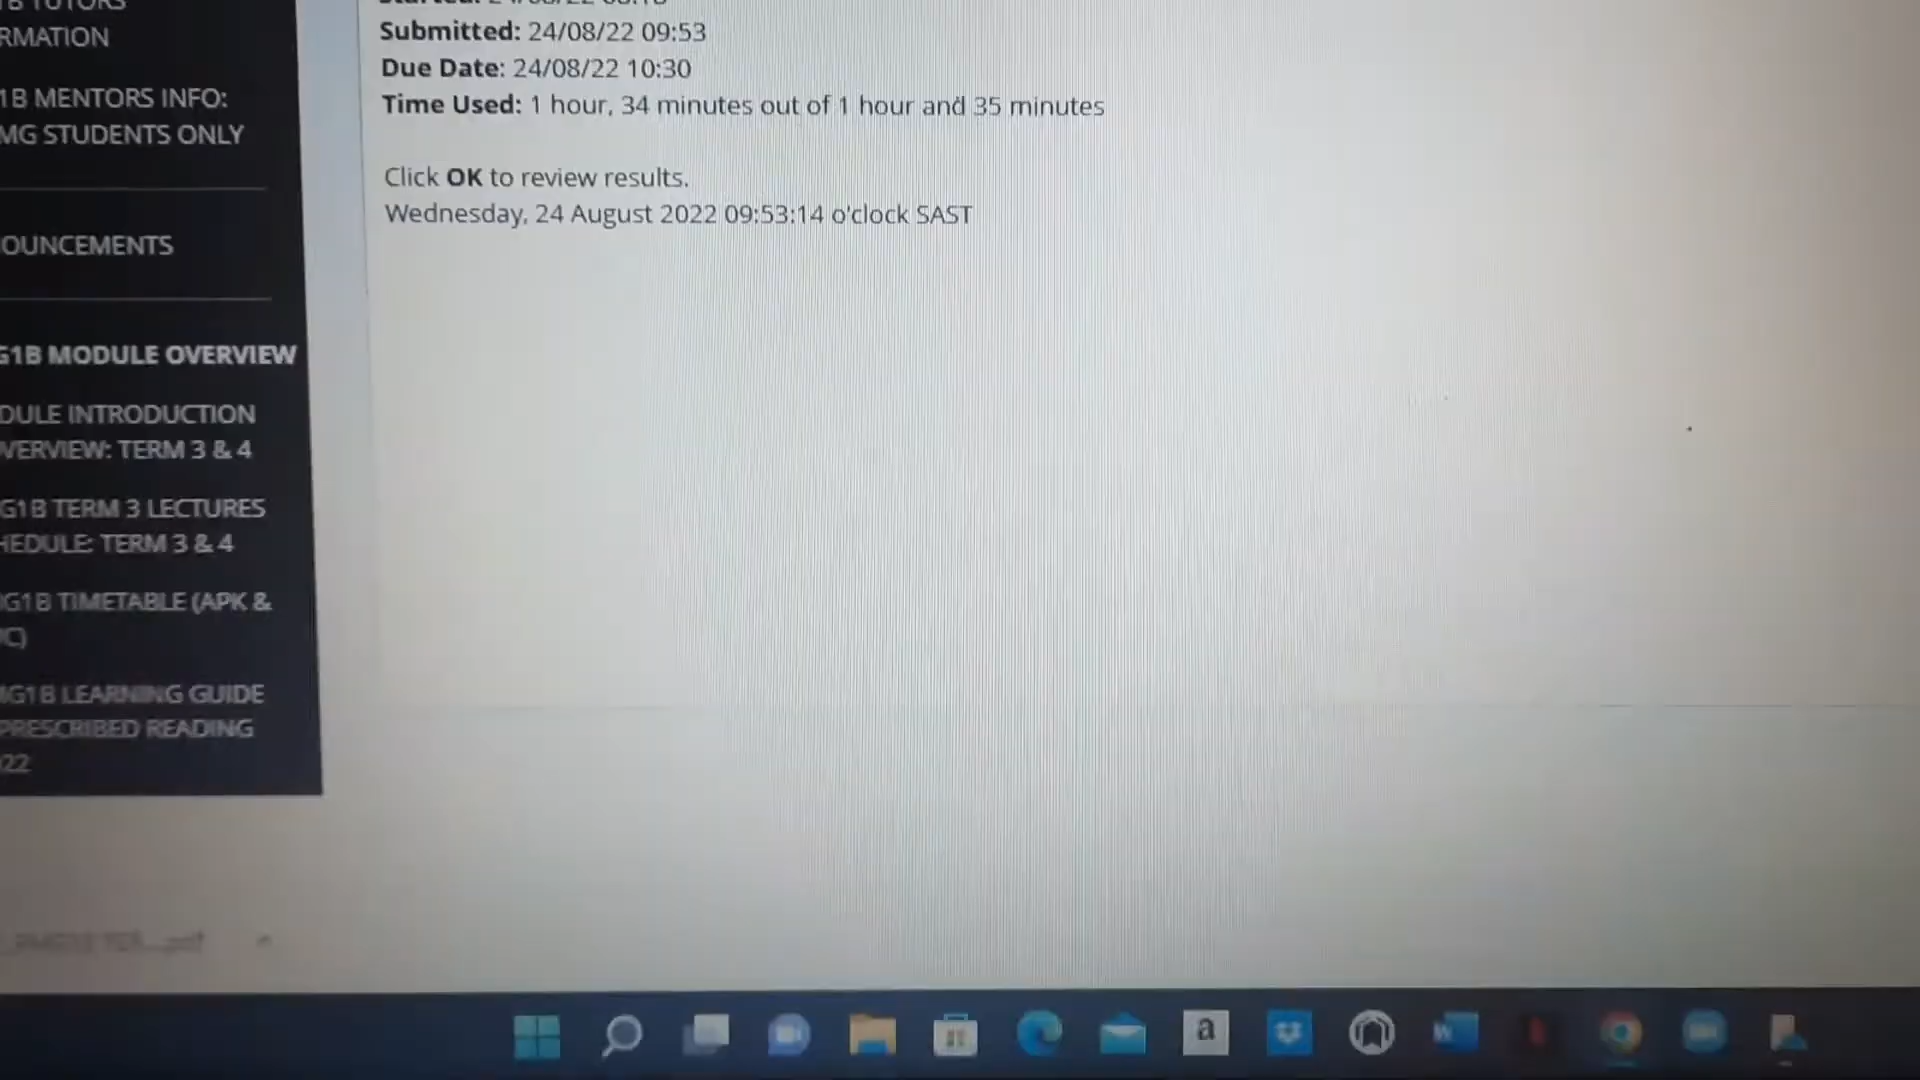 RMATION
1B MENTORS INFO:
MG STUDENTS ONLY
OUNCEMENTS
G1B MODULE OVERVIEW
DULE INTRODUCTION
VERVIEW: TERM 3 & 4
G1B TERM 3 LECTURES
HEDULE: TERM 3 & 4
G1B TIMETABLE (APK &
C)
G1B LEARNING GUIDE
PRESCRIBED READING
22
Submitted: 24/08/22 09:53
Due Date: 24/08/22 10:30
Time Used: 1 hour, 34 minutes out of 1 hour and 35 minutes
Click OK to review results.
Wednesday, 24 August 2022 09:53:14 o'clock SAST
a
W